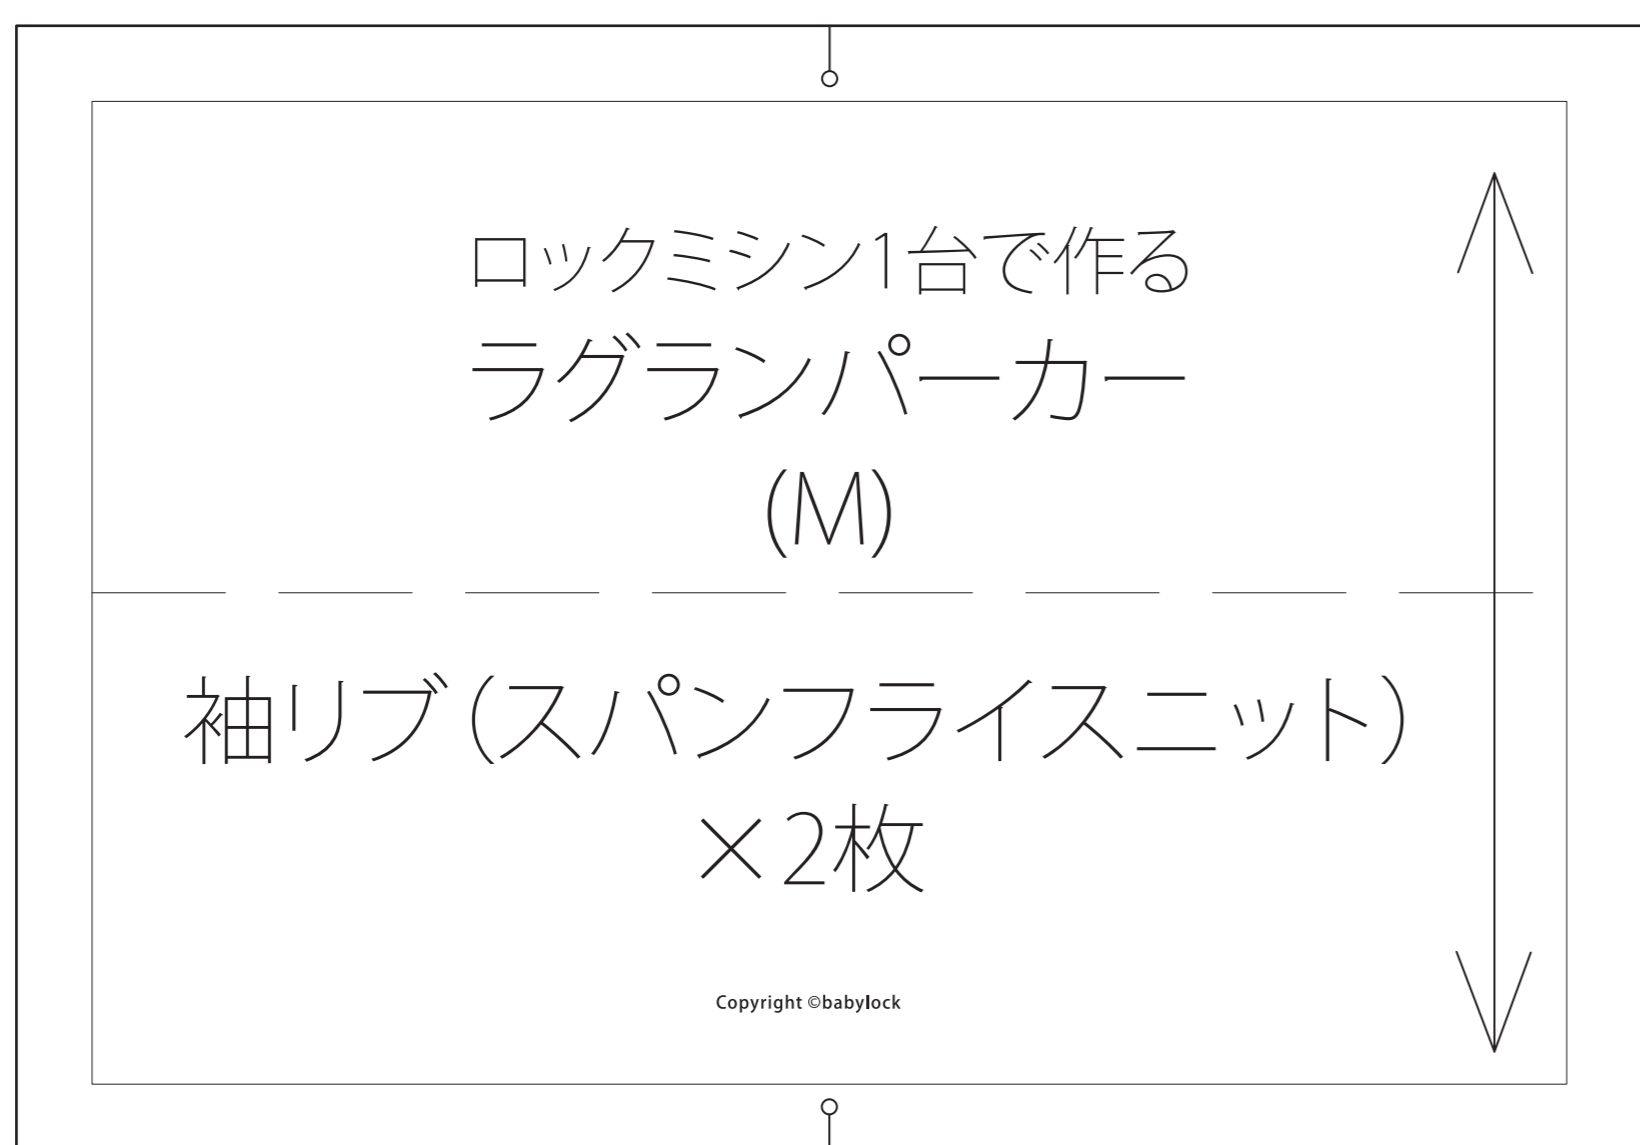 ロックミシン1台で作る
ラグランパーカー
(M)
袖リブ(スパンフライスニット)
×2枚
Copyright ©babylock